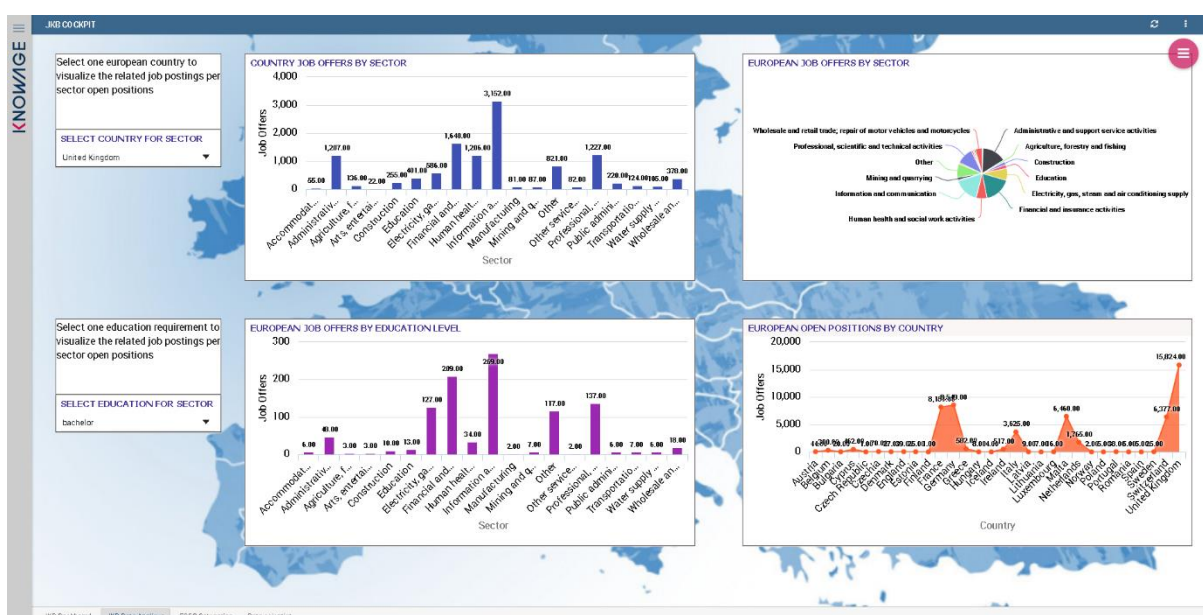 JKB COCKPIT
KNOWAGE
Select one european country to
visualize the related job postings per
sector open positions
SELECT COUNTRY FOR SECTOR
United Kingdom
COUNTRY JOB OFFERS BY SECTOR
4,000
3,000
2,000
1,000
0
Job Offers
55.00
1,287.00
136.00
22.00
255.00
401.00
586.00
1,640.00
1,206.00
3,152.00
81.00
87.00
821.00
82.00
1,227.00
220.00
124.00
105.00
378.00
Accommodat...
Administrativ...
Agriculture, f...
Arts, entertai...
Construction
Education
Electricity, ga...
Financial and...
Human healt...
Information a...
Manufacturing
Mining and q...
Other
Other service...
Professional, ...
Public admini...
Transportatio...
Water supply...
Wholesale an...
Sector
EUROPEAN JOB OFFERS BY SECTOR
Wholesale and retail trade; repair of motor vehicles and motorcycles
Professional, scientific and technical activities
Other
Mining and quarrying
Information and communication
Human health and social work activities
Administrative and support service activities
Agriculture, forestry and fishing
Construction
Education
Electricity, gas, steam and air conditioning supply
Financial and insurance activities
Select one education requirement to
visualize the related job postings per
sector open positions
SELECT EDUCATION FOR SECTOR
bachelor
EUROPEAN JOB OFFERS BY EDUCATION LEVEL
300
200
100
0
Job Offers
6.00
48.00
3.00
3.00
10.00
13.00
127.00
209.00
34.00
269.00
2.00
7.00
117.00
2.00
137.00
6.00
7.00
6.00
18.00
Accommodat...
Administrativ...
Agriculture, f...
Arts, entertai...
Construction
Education
Electricity, ga...
Financial and...
Human healt...
Information a...
Manufacturing
Mining and q...
Other
Other service...
Professional, ...
Public admini...
Transportatio...
Water supply...
Wholesale an...
Sector
EUROPEAN OPEN POSITIONS BY COUNTRY
20,000
15,000
10,000
5,000
0
Job Offers
582.00
3,625.00
6,460.00
1,765.00
6,377.00
15,824.00
Austria
Belgium
Bulgaria
Cyprus
Czech Republic
Czechia
Denmark
England
Estonia
Finland
France
Germany
Greece
Hungary
Iceland
Ireland
Italy
Latvia
Lithuania
Luxembourg
Malta
Netherlands
Norway
Poland
Portugal
Romania
Spain
Sweden
Switzerland
United Kingdom
Country